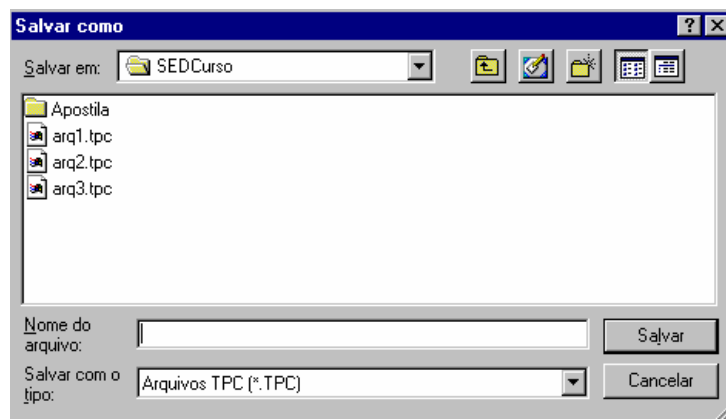 Salvar como
Salvar em: SEDCurso
Apostila
arq1.tpc
arq2.tpc
arq3.tpc
Nome do
arquivo:
Salvar
Salvar com o
tipo:
Arquivos TPC (*.TPC)
Cancelar